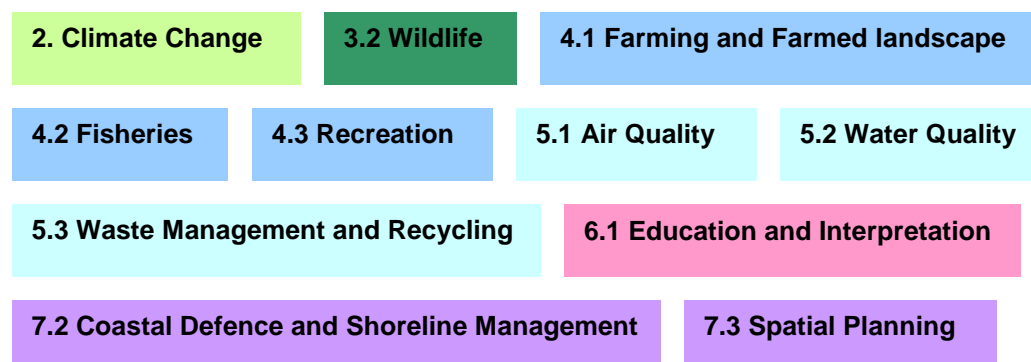 2. Climate Change 3.2 Wildlife 4.1 Farming and Farmed landscape
4.2 Fisheries 4.3 Recreation 5.1 Air Quality 5.2 Water Quality
5.3 Waste Management and Recycling 6.1 Education and Interpretation
7.2 Coastal Defence and Shoreline Management 7.3 Spatial Planning